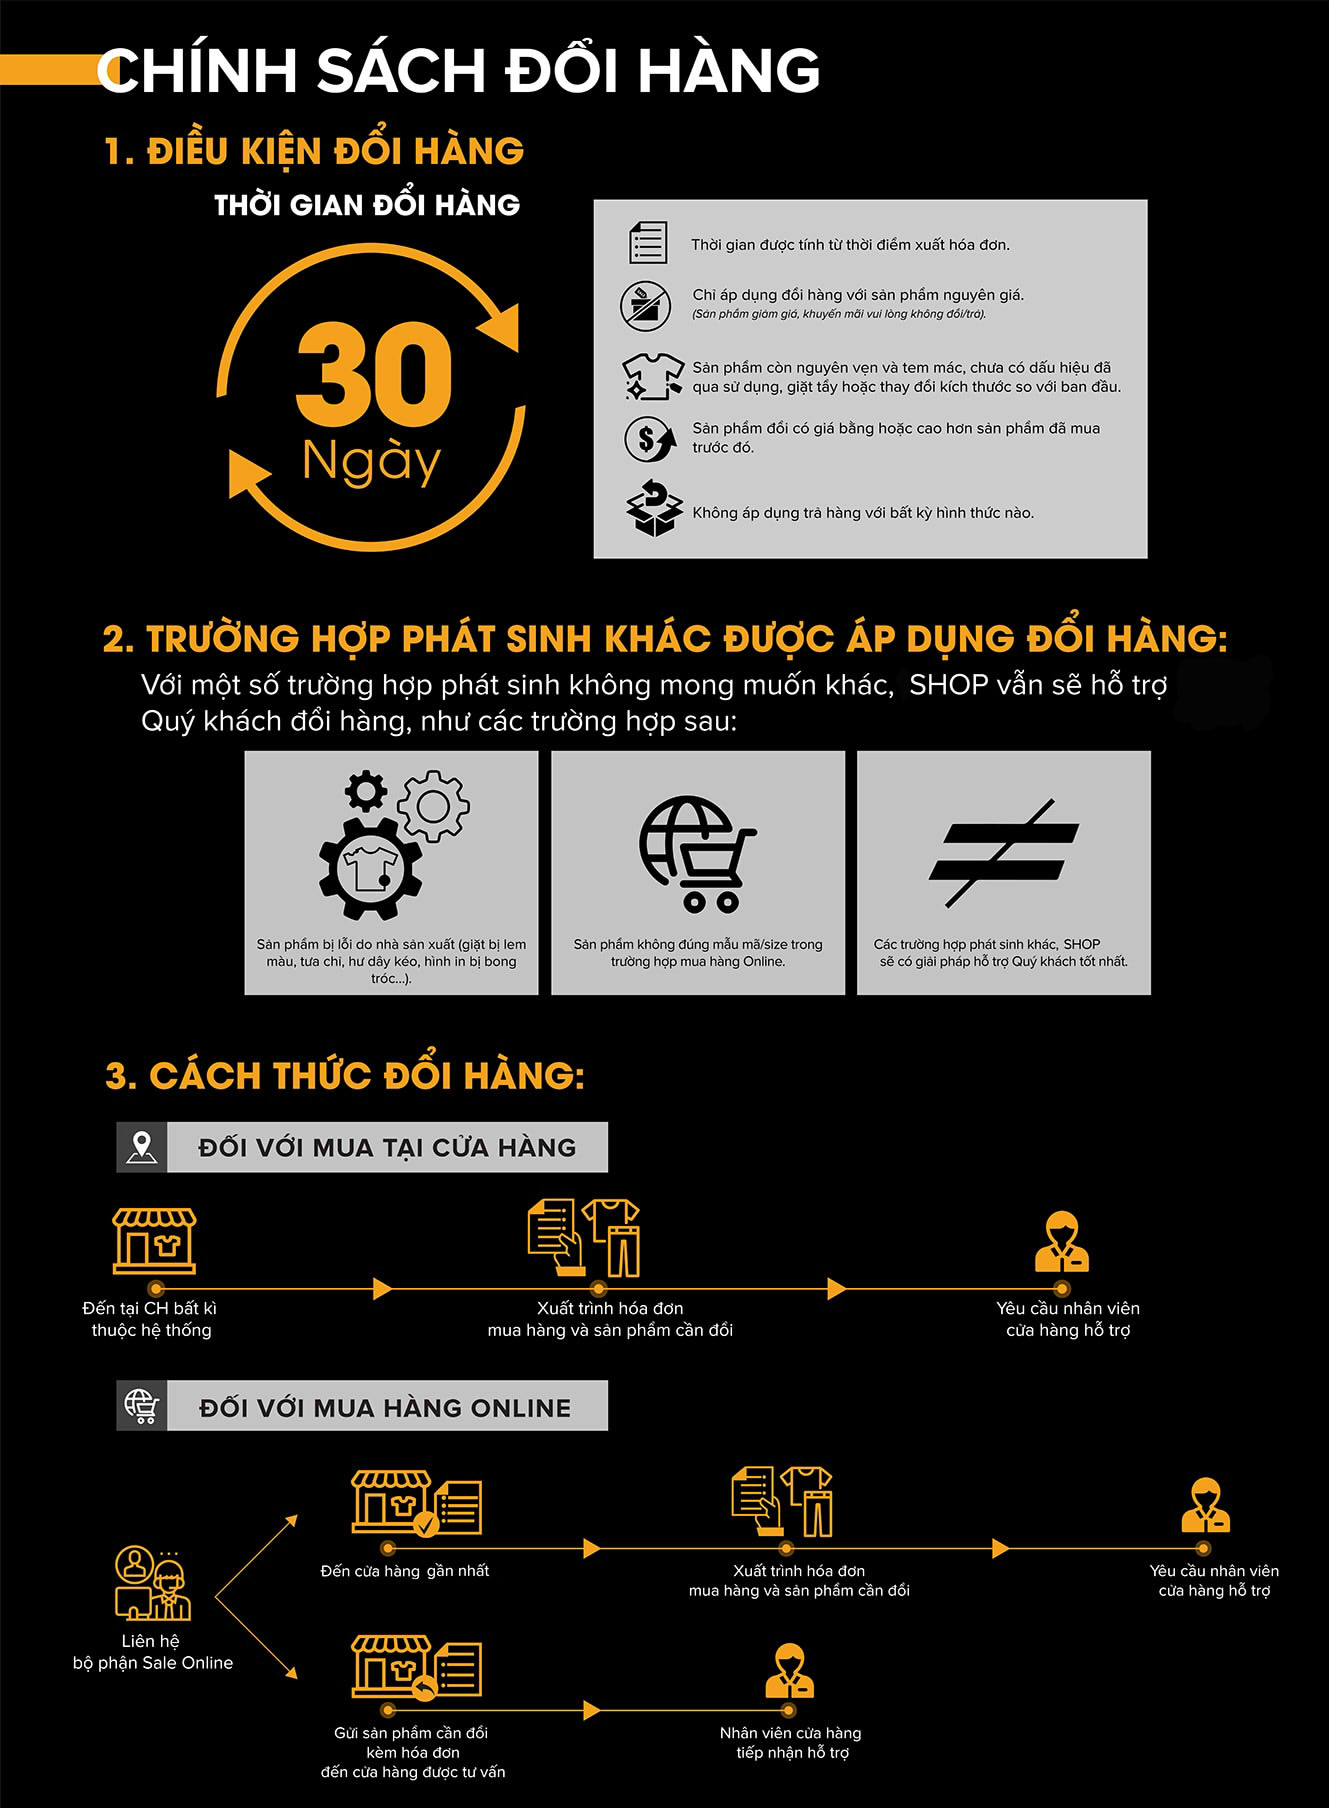 CHÍNH SÁCH ĐỔI HÀNG
1. ĐIỀU KIỆN ĐỔI HÀNG
THỜI GIAN ĐỔI HÀNG
30
Ngày
Thời gian được tính từ thời điểm xuất hóa đơn.
Chỉ áp dụng đổi hàng với sản phẩm nguyên giá.
(Sản phẩm giảm giá, khuyến mãi vui lòng không đổi/trả).
Sản phẩm còn nguyên vẹn và tem mác, chưa có dấu hiệu đã
qua sử dụng, giặt tẩy hoặc thay đổi kích thước so với ban đầu.
$
Sản phẩm đổi có giá bằng hoặc cao hơn sản phẩm đã mua
trước đó.
Không áp dụng trả hàng với bất kỳ hình thức nào.
2. TRƯỜNG HỢP PHÁT SINH KHÁC ĐƯỢC ÁP DỤNG ĐỔI HÀNG:
Với một số trường hợp phát sinh không mong muốn khác, SHOP vẫn sẽ hỗ trợ
Quý khách đổi hàng, như các trường hợp sau:
Sản phẩm bị lỗi do nhà sản xuất (giặt bị lem
màu, tưa chỉ, hư dây kéo, hình in bị bong
tróc...).
Sản phẩm không đúng mẫu mã/size trong
trường hợp mua hàng Online.
Các trường hợp phát sinh khác, SHOP
sẽ có giải pháp hỗ trợ Quý khách tốt nhất.
3. CÁCH THỨC ĐỔI HÀNG:
ĐỐI VỚI MUA TẠI CỬA HÀNG
Đến tại CH bất kì
thuộc hệ thống
Xuất trình hóa đơn
mua hàng và sản phẩm cần đổi
Yêu cầu nhân viên
cửa hàng hỗ trợ
ĐỐI VỚI MUA HÀNG ONLINE
Liên hệ
bộ phận Sale Online
Đến cửa hàng gần nhất
Xuất trình hóa đơn
mua hàng và sản phẩm cần đổi
Yêu cầu nhân viên
cửa hàng hỗ trợ
Gửi sản phẩm cần đổi
kèm hóa đơn
đến cửa hàng được tư vấn
Nhân viên cửa hàng
tiếp nhận hỗ trợ